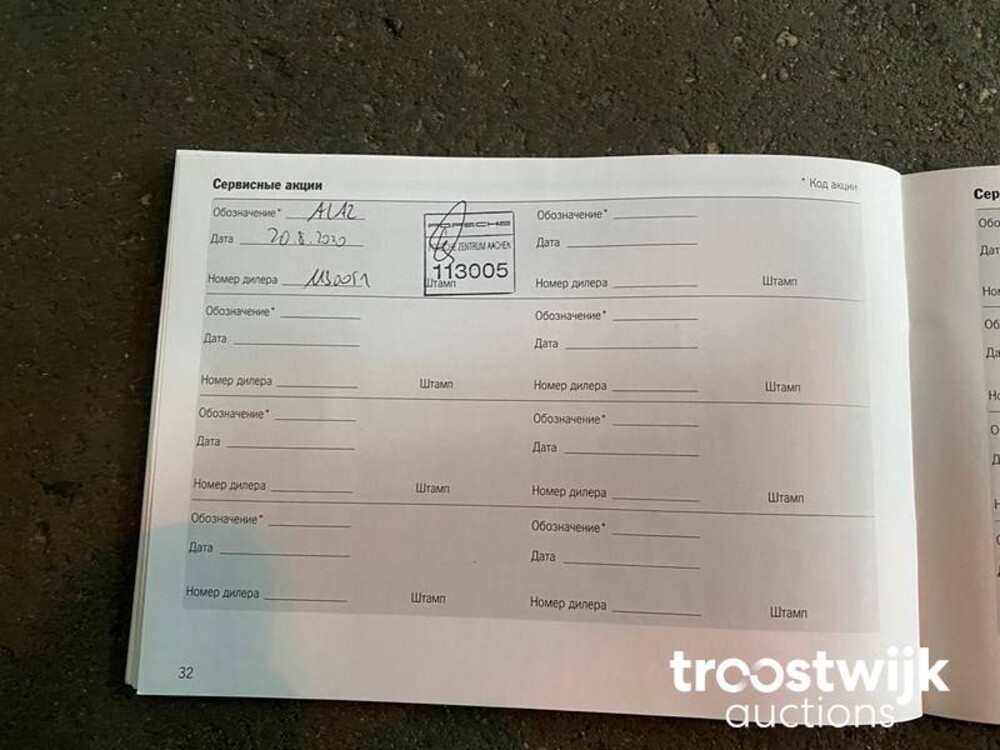 Сервисные акции
* Код акции
Обозначение* ALA2
Дата 20.8.2020
Номер дилера
PORSCHE
ZENTRUM AACHEN
113005
Штамп
Обозначение*
Дата
Номер дилера
Штамп
Обозначение*
Дата
Номер дилера
Штамп
Обозначение*
Дата
Номер дилера
Штамп
Обозначение*
Дата
Номер дилера
Штамп
Обозначение*
Дата
Номер дилера
Штамп
Обозначение*
Дата
Номер дилера
Штамп
Обозначение*
Дата
Номер дилера
Штамп
32
Сер
troostwijk
auctions